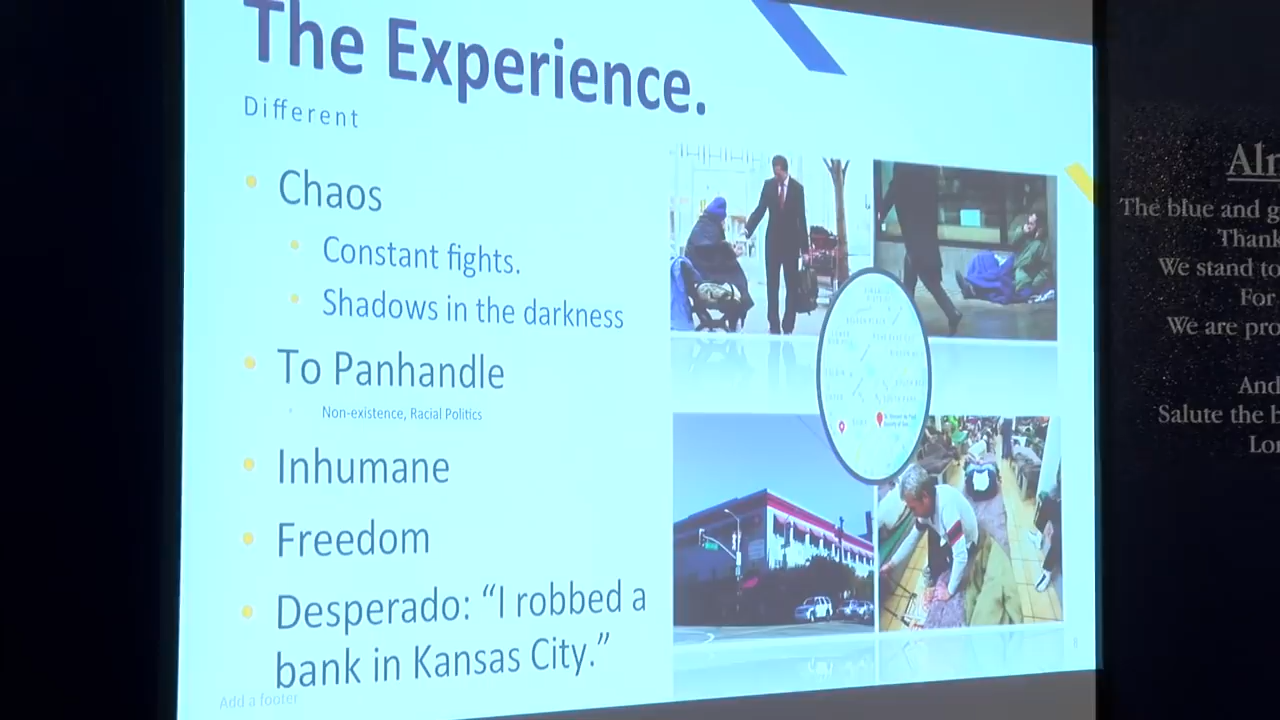 The Experience.
Different
Chaos
Constant fights.
Shadows in the darkness
To Panhandle
Non-existence, Racial Politics
Inhumane
Freedom
Desperado: “I robbed a
bank in Kansas City.”
Add a footer
8
The blue and g
Thank
We stand to
For
We are pro
And
Salute the b